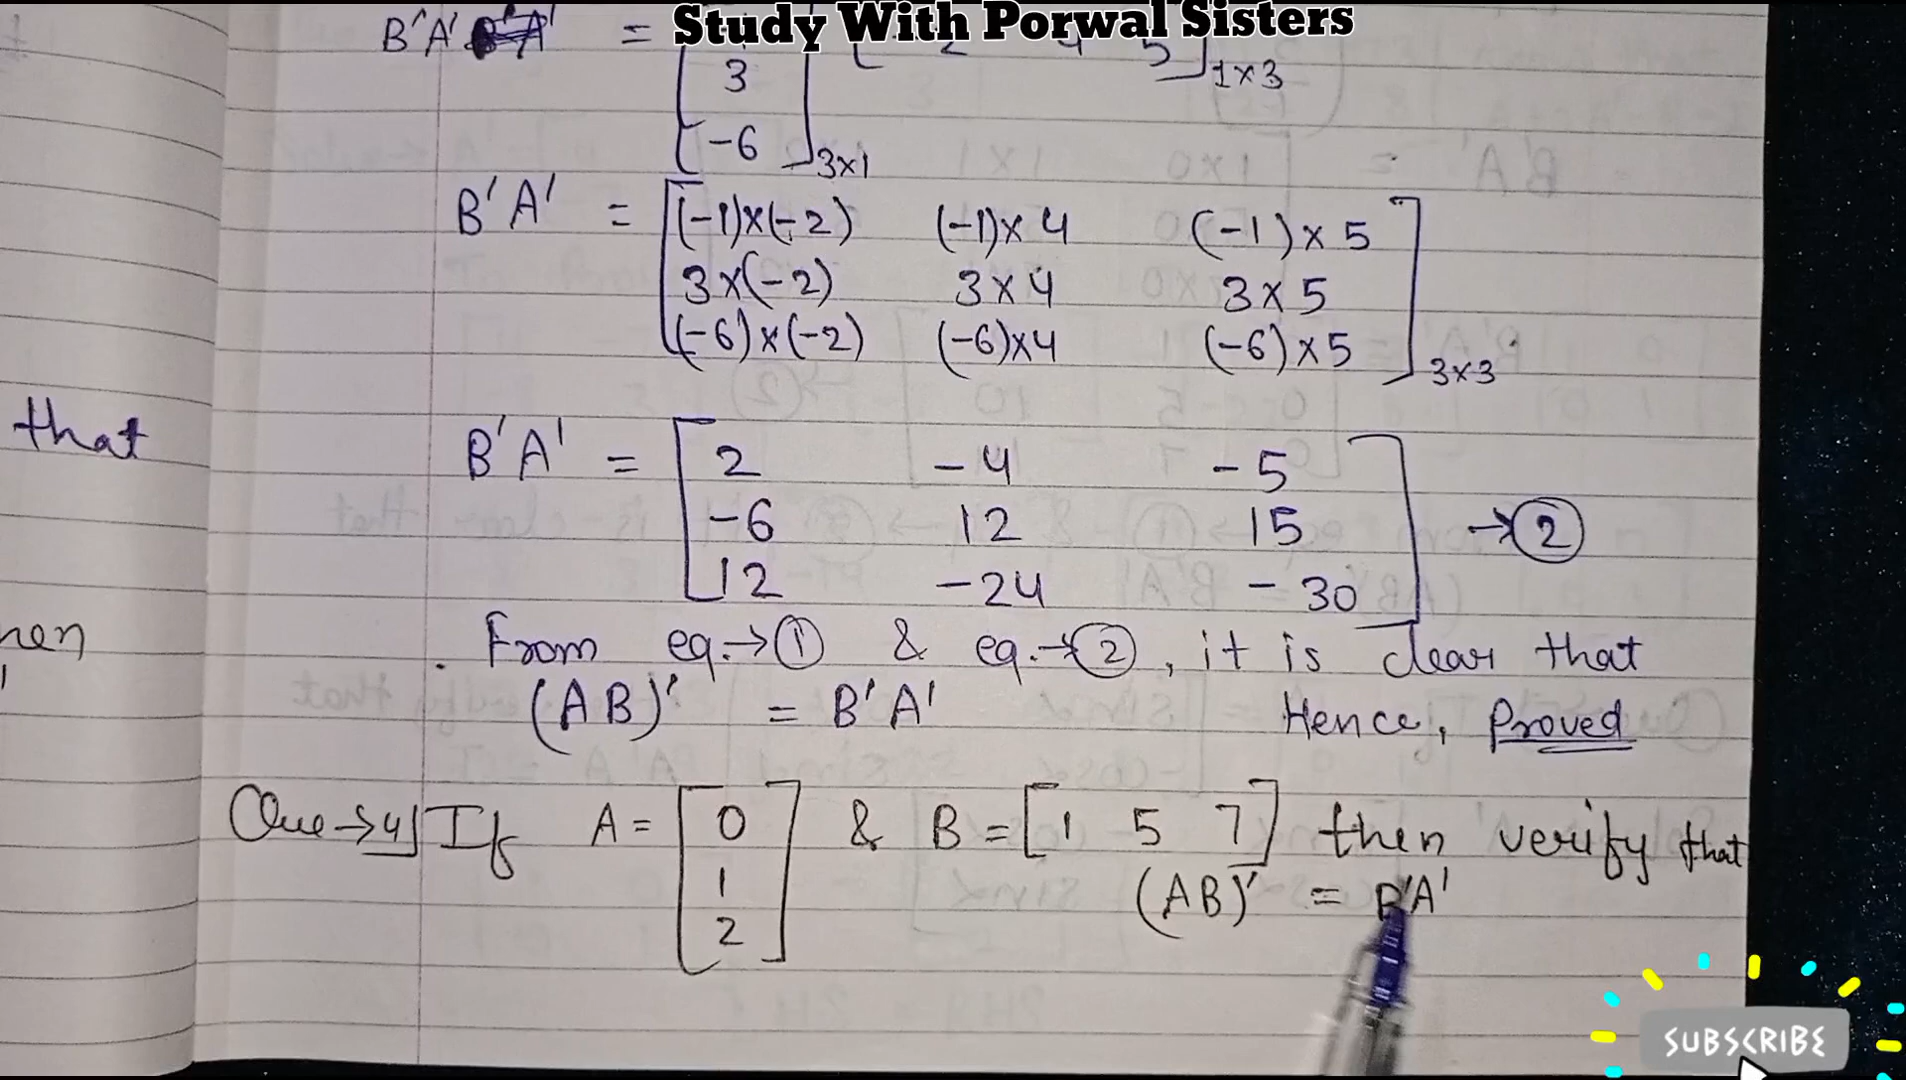 Study With Porwal Sisters
B'A' =
3
-6 3x1 2 4 5 1x3
B'A' = [(-1)x(-2) (-1)x4 (-1)x5
3x(-2) 3x4 3x5
(-6)x(-2) (-6)x4 (-6)x5] 3x3
that
B'A' = [2 -4 -5
-6 12 15 → 2
12 -24 -30]
From eq.→1 & eq.→2, it is clear that
(AB)' = B'A' Hence, Proved
Que→4] If A = [0 & B = [1 5 7] then verify that
1 (AB)' = B'A'
2]
SUBSCRIBE